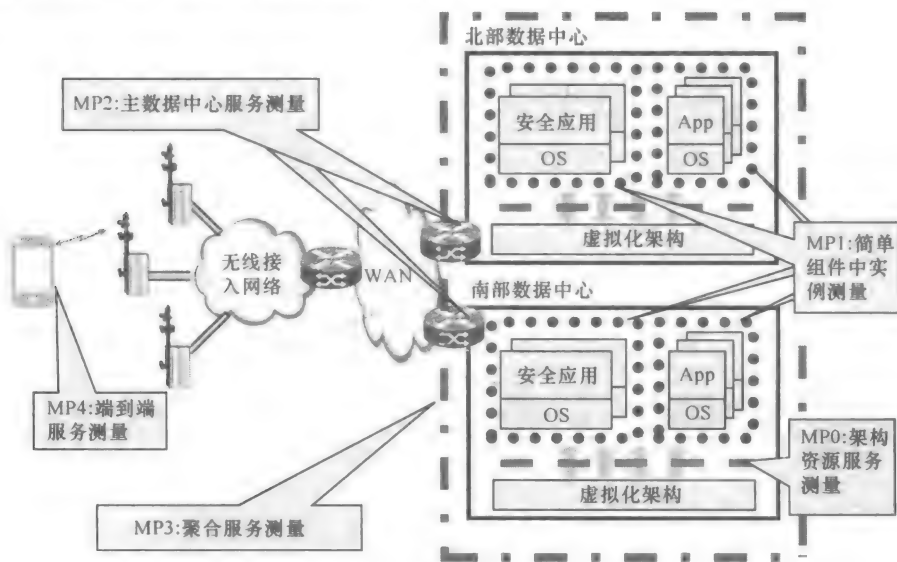 北部数据中心
MP2:主数据中心服务测量
安全应用
OS
App
OS
虚拟化架构
MP1:简单
组件中实
例测量
无线接
入网络
WAN
南部数据中心
安全应用
OS
App
OS
虚拟化架构
MP4:端到端
服务测量
MP0:架构
资源服务
测量
MP3:聚合服务测量